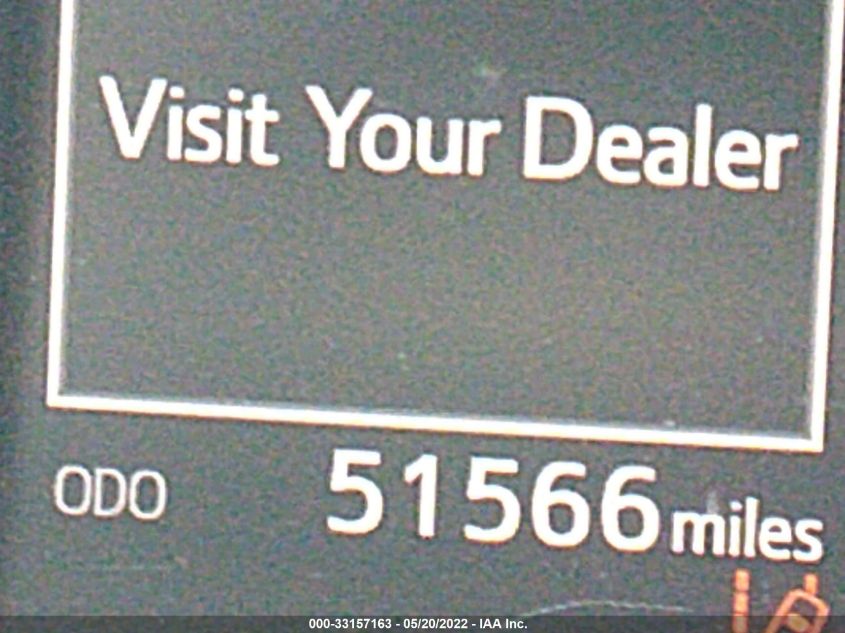 Visit Your Dealer
ODO 51566 miles
000-33157163 - 05/20/2022 - IAA Inc.